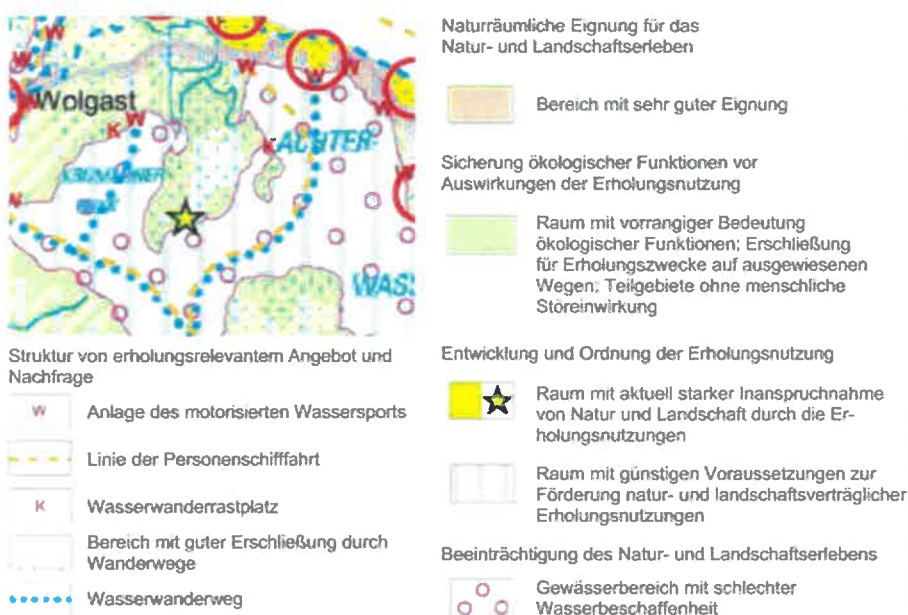 Wolgast
ACHTER-
WASS
W
K
Struktur von erholungsrelevantem Angebot und
Nachfrage
W Anlage des motorisierten Wassersports
Linie der Personenschifffahrt
K Wasserwanderrastplatz
Bereich mit guter Erschließung durch
Wanderwege
Wasserwanderweg
Naturräumliche Eignung für das
Natur- und Landschaftserleben
Bereich mit sehr guter Eignung
Sicherung ökologischer Funktionen vor
Auswirkungen der Erholungsnutzung
Raum mit vorrangiger Bedeutung
ökologischer Funktionen; Erschließung
für Erholungszwecke auf ausgewiesenen
Wegen; Teilgebiete ohne menschliche
Störeinwirkung
Entwicklung und Ordnung der Erholungsnutzung
Raum mit aktuell starker Inanspruchnahme
von Natur und Landschaft durch die Er-
holungsnutzungen
Raum mit günstigen Voraussetzungen zur
Förderung natur- und landschaftsverträglicher
Erholungsnutzungen
Beeinträchtigung des Natur- und Landschaftserlebens
Gewässerbereich mit schlechter
Wasserbeschaffenheit